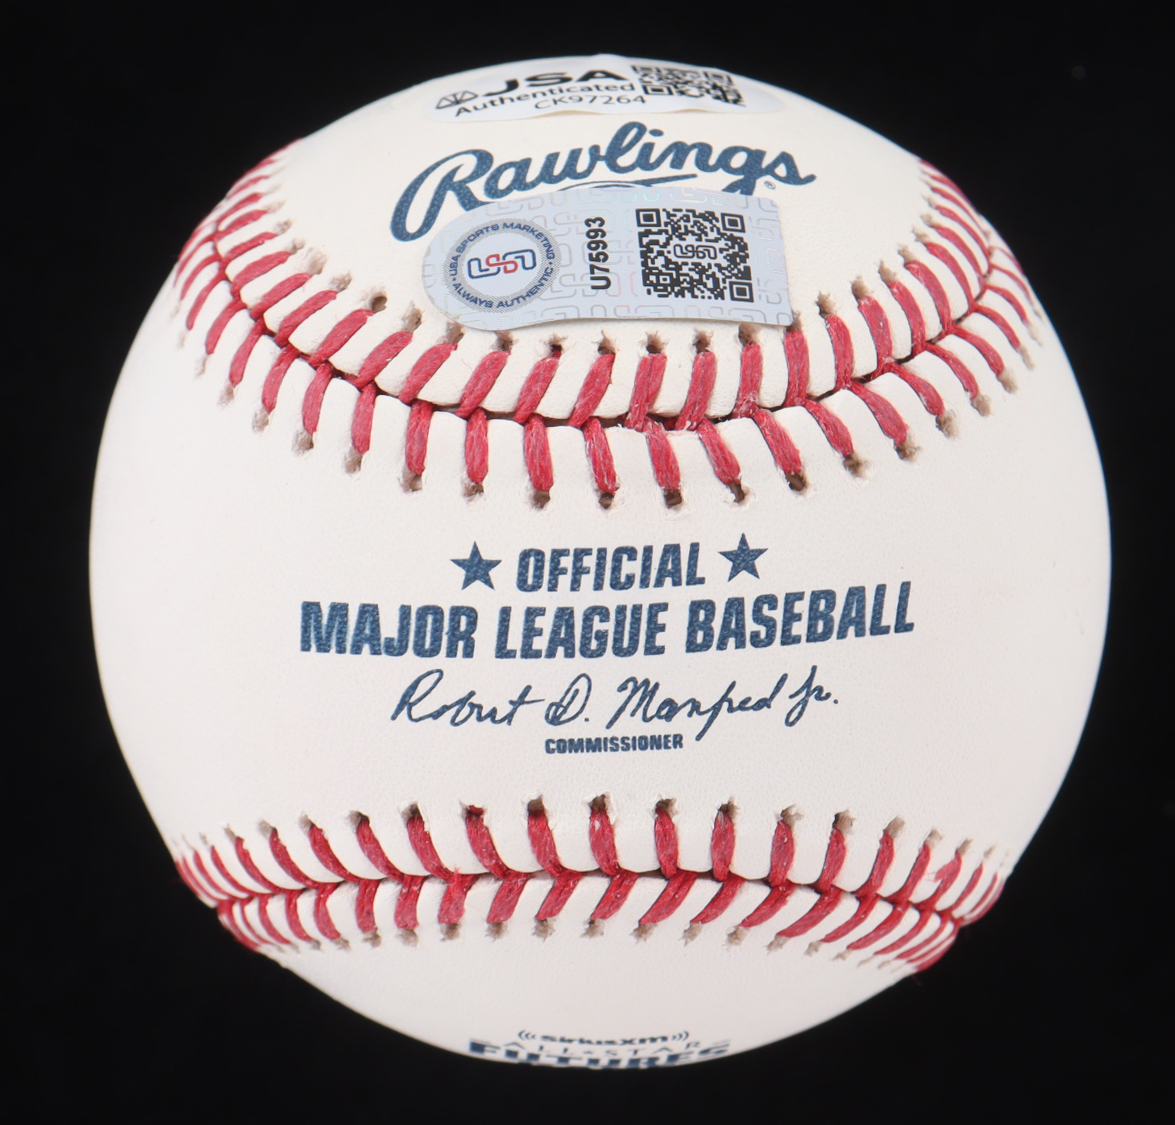 JSA
Authenticated
CK97264
Rawlings
USA SPORTS MARKETING
ALWAYS AUTHENTIC
U75993
OFFICIAL
MAJOR LEAGUE BASEBALL
Robert D. Manfred Jr.
COMMISSIONER
((SiriusXM))
ALL★STAR
FUTURES